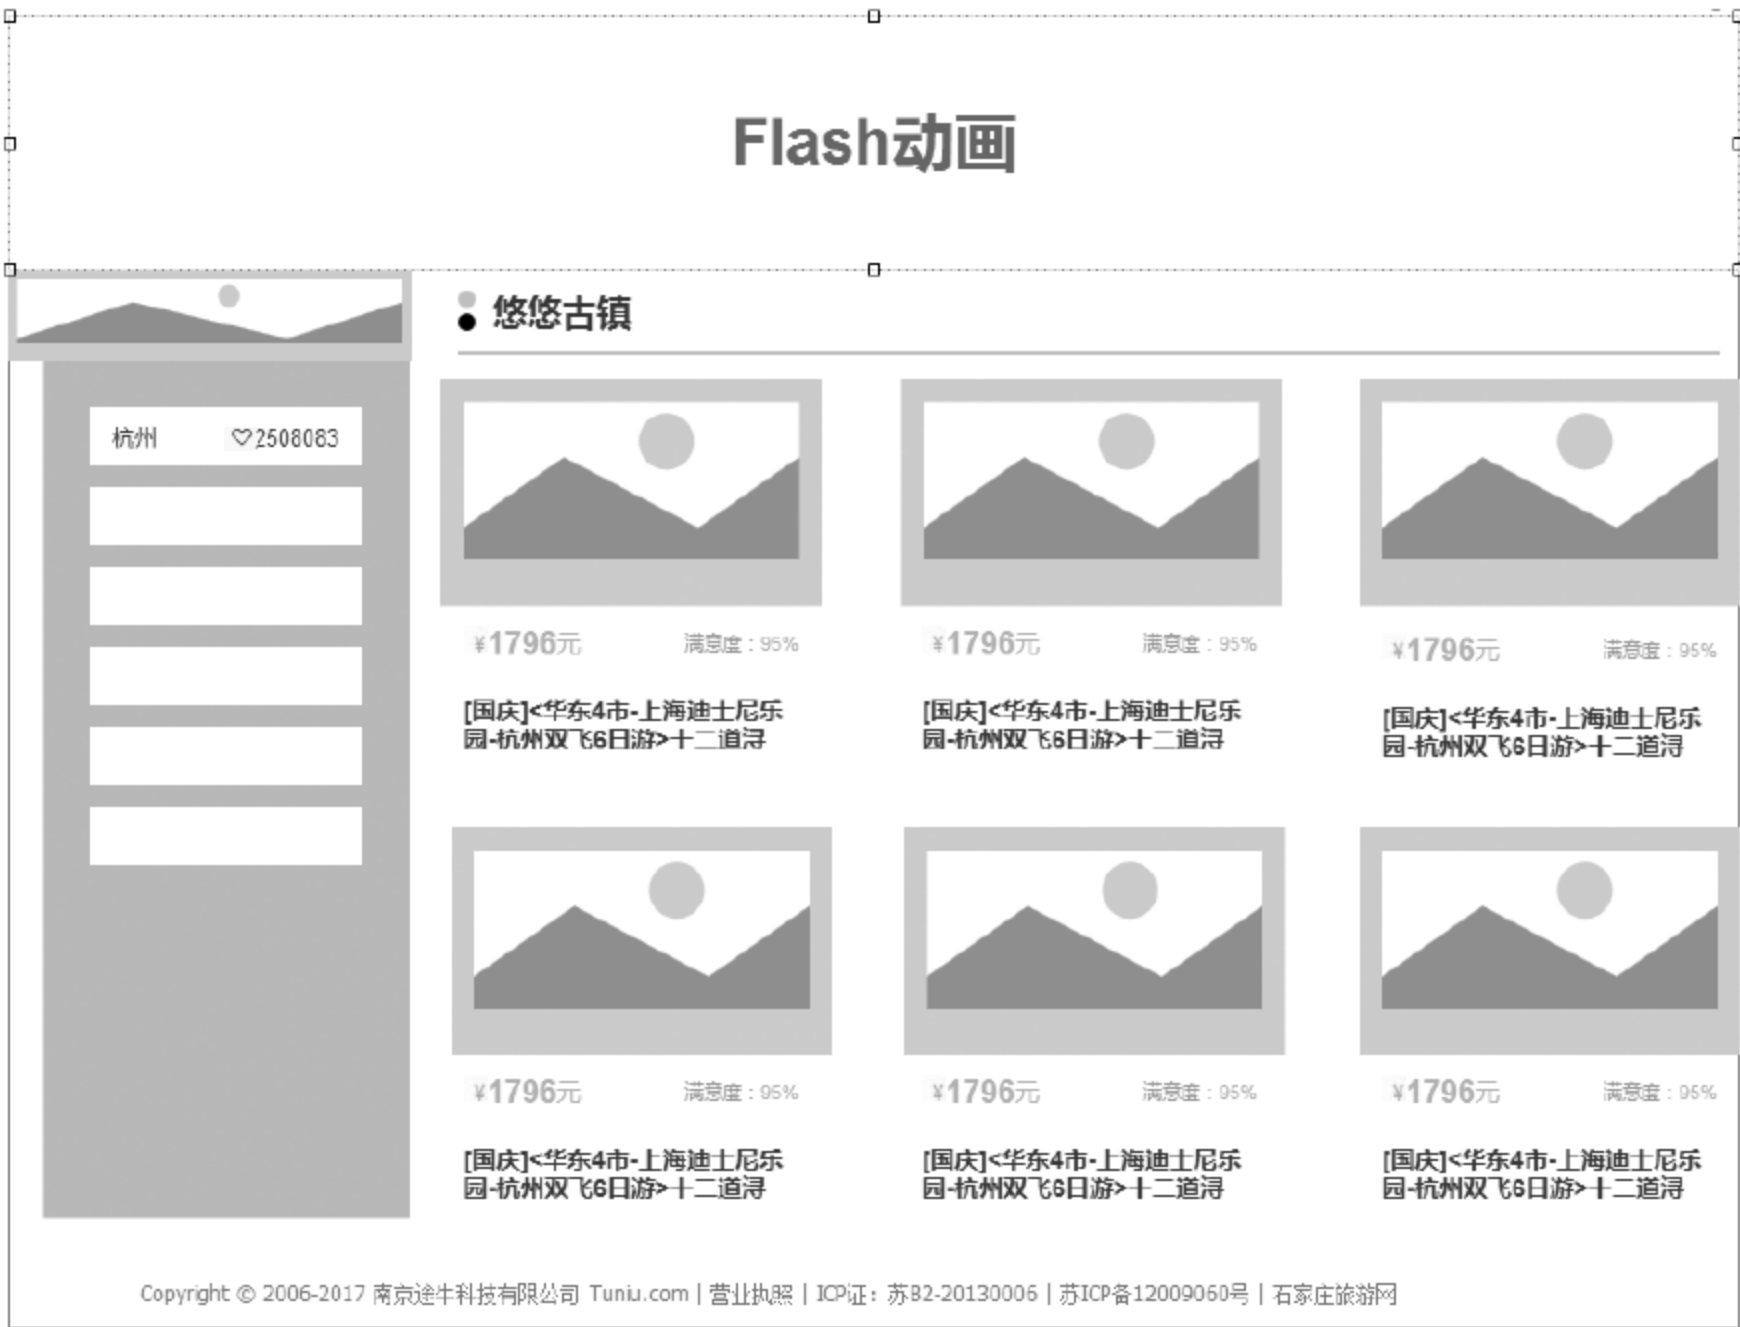 Flash动画
悠悠古镇
杭州 ♡2508083
¥1796元 满意度：95%
[国庆]<华东4市-上海迪士尼乐
园-杭州双飞6日游>十二道浔
¥1796元 满意度：95%
[国庆]<华东4市-上海迪士尼乐
园-杭州双飞6日游>十二道浔
¥1796元 满意度：95%
[国庆]<华东4市-上海迪士尼乐
园-杭州双飞6日游>十二道浔
¥1796元 满意度：95%
[国庆]<华东4市-上海迪士尼乐
园-杭州双飞6日游>十二道浔
¥1796元 满意度：95%
[国庆]<华东4市-上海迪士尼乐
园-杭州双飞6日游>十二道浔
¥1796元 满意度：95%
[国庆]<华东4市-上海迪士尼乐
园-杭州双飞6日游>十二道浔
Copyright © 2006-2017 南京途牛科技有限公司 Tuniu.com | 营业执照 | ICP证：苏B2-20130006 | 苏ICP备12009060号 | 石家庄旅游网